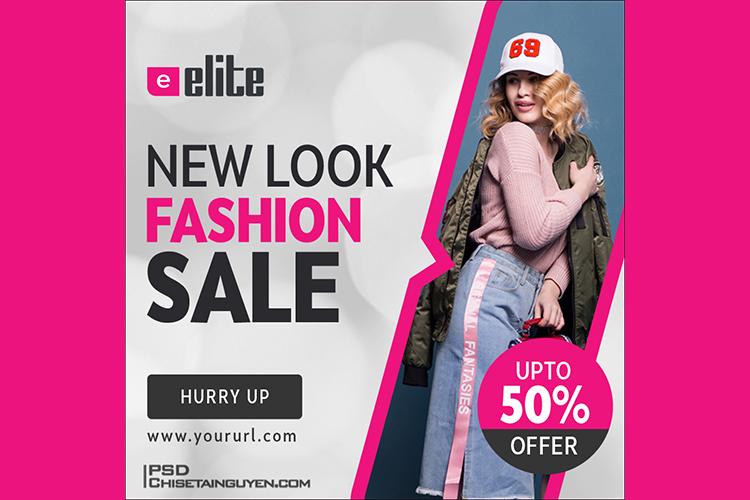 e elite
NEW LOOK
FASHION
SALE
HURRY UP
www.yoururl.com
PSD
CHISETAINGUYEN.COM
69
FANTASIES
UPTO
50%
OFFER